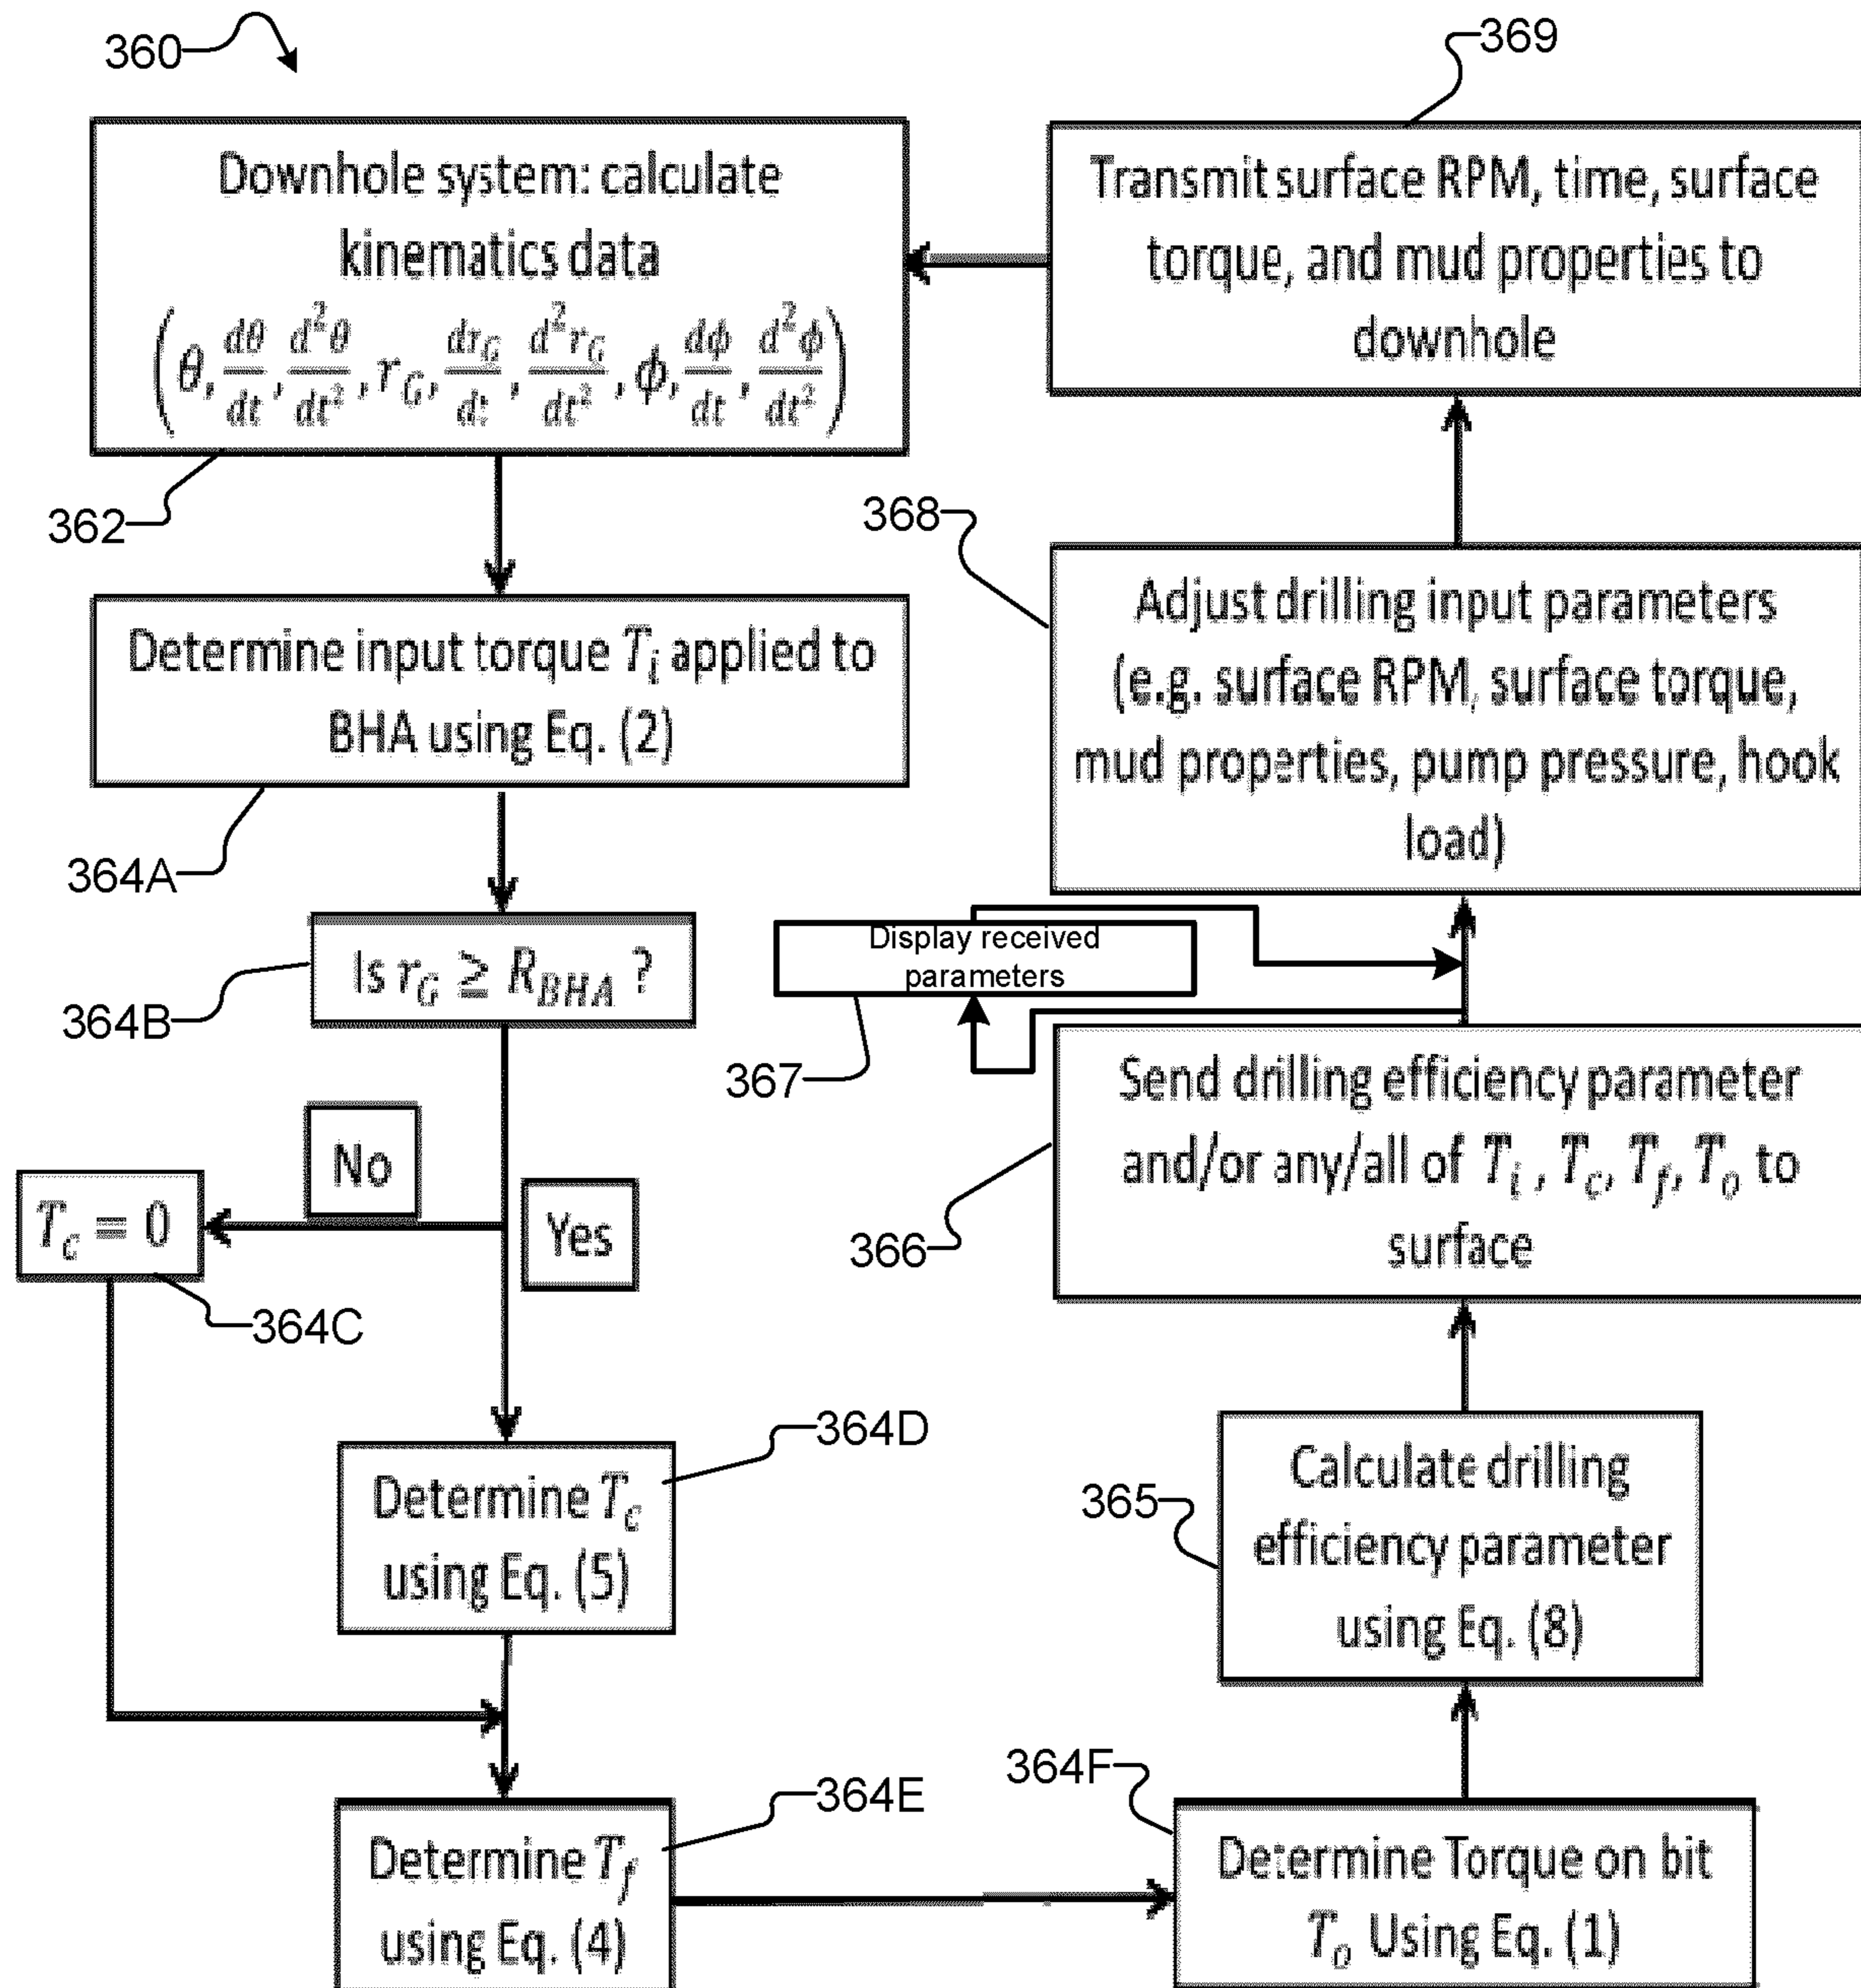 360
369
Downhole system: calculate
kinematics data
(θ, dθ/dt, d²θ/dt², r_G, dr_G/dt, d²r_G/dt², ϕ, dϕ/dt, d²ϕ/dt²)
362
Transmit surface RPM, time, surface
torque, and mud properties to
downhole
Determine input torque T_i applied to
BHA using Eq. (2)
364A
368
Adjust drilling input parameters
(e.g. surface RPM, surface torque,
mud properties, pump pressure, hook
load)
Is r_G ≥ R_BHA ?
364B
Display received
parameters
367
No
Yes
T_c = 0
364C
Send drilling efficiency parameter
and/or any/all of T_i, T_c, T_f, T_o to
surface
366
364D
Determine T_c
using Eq. (5)
365
Calculate drilling
efficiency parameter
using Eq. (8)
364E
Determine T_f
using Eq. (4)
364F
Determine Torque on bit
T_o Using Eq. (1)